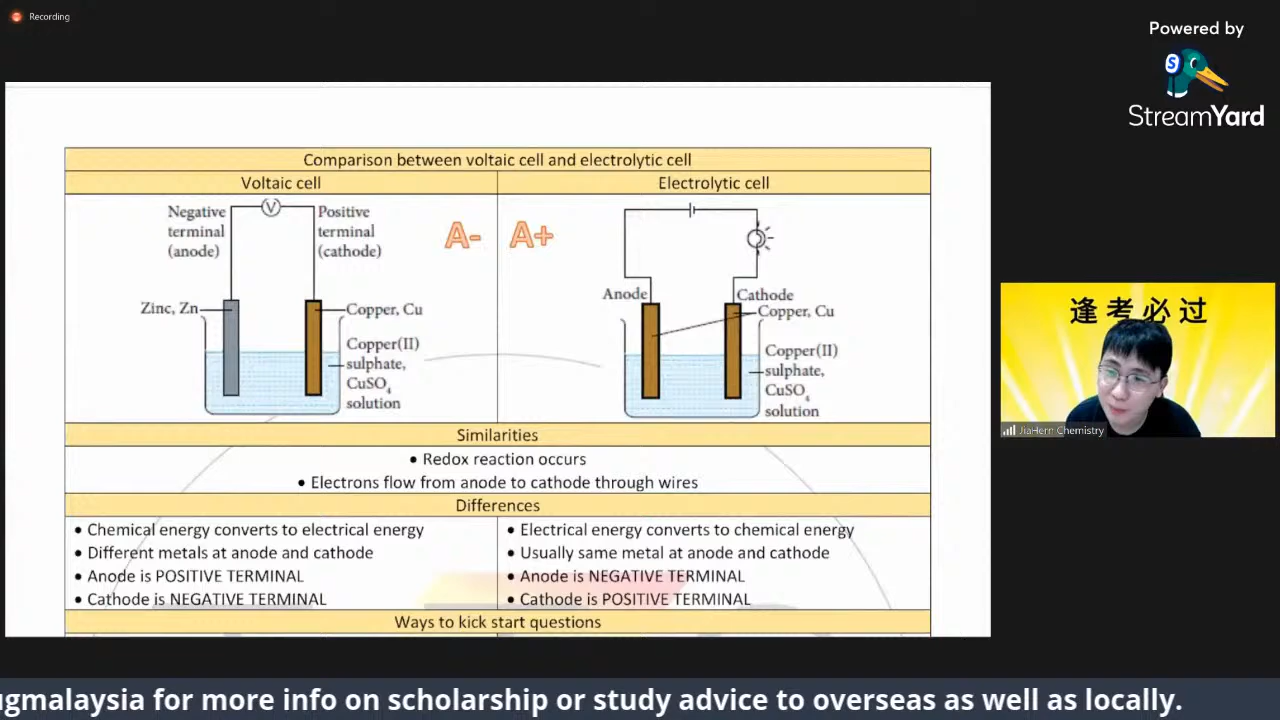 Recording
Powered by
S
StreamYard
Comparison between voltaic cell and electrolytic cell
Voltaic cell
Electrolytic cell
V
Negative
terminal
(anode)
Positive
terminal
(cathode)
A-
A+
Zinc, Zn
Copper, Cu
Copper(II)
sulphate,
CuSO4
solution
Anode
Cathode
Copper, Cu
Copper(II)
sulphate,
CuSO4
solution
Similarities
• Redox reaction occurs
• Electrons flow from anode to cathode through wires
Differences
• Chemical energy converts to electrical energy
• Different metals at anode and cathode
• Anode is POSITIVE TERMINAL
• Cathode is NEGATIVE TERMINAL
• Electrical energy converts to chemical energy
• Usually same metal at anode and cathode
• Anode is NEGATIVE TERMINAL
• Cathode is POSITIVE TERMINAL
Ways to kick start questions
逢考必过
JiaHern Chemistry
ugmalaysia for more info on scholarship or study advice to overseas as well as locally.